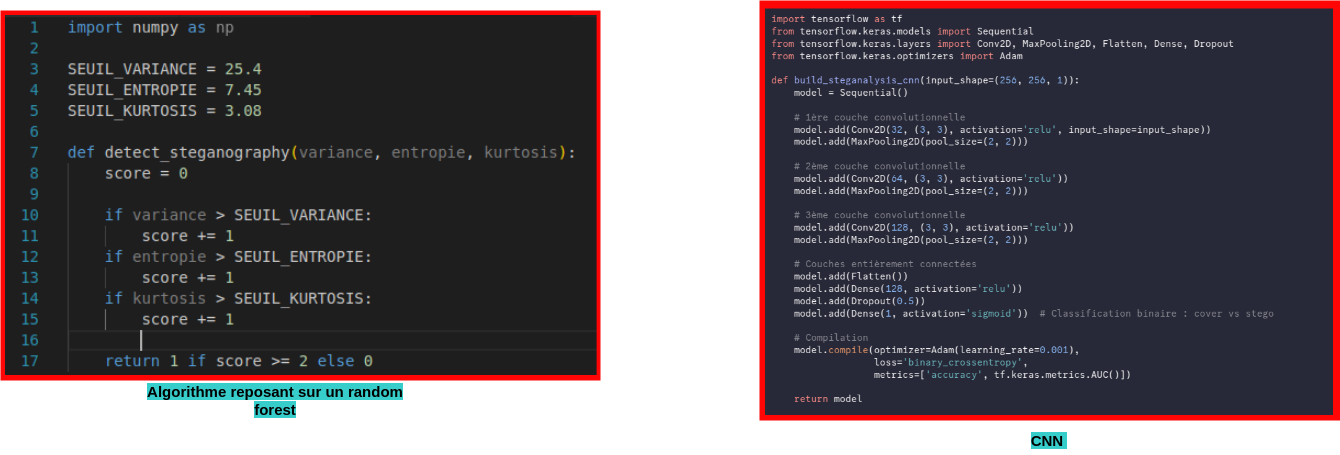 1 import numpy as np
2
3 SEUIL_VARIANCE = 25.4
4 SEUIL_ENTROPIE = 7.45
5 SEUIL_KURTOSIS = 3.08
6
7 def detect_steganography(variance, entropie, kurtosis):
8     score = 0
9
10     if variance > SEUIL_VARIANCE:
11         score += 1
12     if entropie > SEUIL_ENTROPIE:
13         score += 1
14     if kurtosis > SEUIL_KURTOSIS:
15         score += 1
16
17     return 1 if score >= 2 else 0
Algorithme reposant sur un random
forest
import tensorflow as tf
from tensorflow.keras.models import Sequential
from tensorflow.keras.layers import Conv2D, MaxPooling2D, Flatten, Dense, Dropout
from tensorflow.keras.optimizers import Adam

def build_steganalysis_cnn(input_shape=(256, 256, 1)):
    model = Sequential()

    # 1ère couche convolutionnelle
    model.add(Conv2D(32, (3, 3), activation='relu', input_shape=input_shape))
    model.add(MaxPooling2D(pool_size=(2, 2)))

    # 2ème couche convolutionnelle
    model.add(Conv2D(64, (3, 3), activation='relu'))
    model.add(MaxPooling2D(pool_size=(2, 2)))

    # 3ème couche convolutionnelle
    model.add(Conv2D(128, (3, 3), activation='relu'))
    model.add(MaxPooling2D(pool_size=(2, 2)))

    # Couches entièrement connectées
    model.add(Flatten())
    model.add(Dense(128, activation='relu'))
    model.add(Dropout(0.5))
    model.add(Dense(1, activation='sigmoid'))  # Classification binaire : cover vs stego

    # Compilation
    model.compile(optimizer=Adam(learning_rate=0.001),
                  loss='binary_crossentropy',
                  metrics=['accuracy', tf.keras.metrics.AUC()])

    return model
CNN